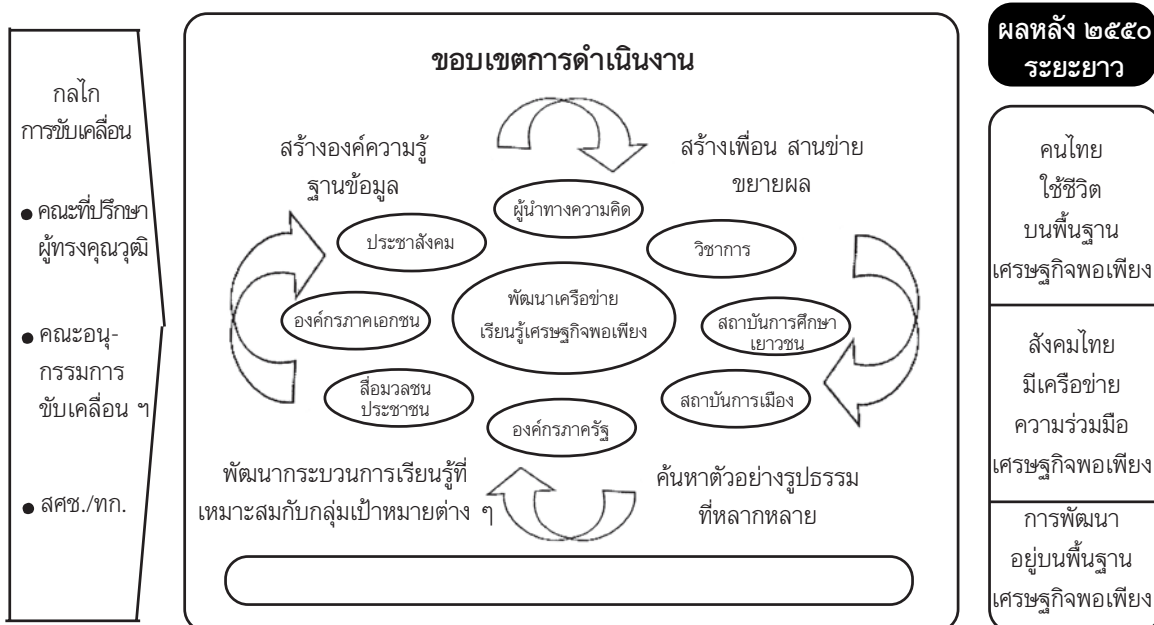 กลไก
การขับเคลื่อน
● คณะที่ปรึกษา
ผู้ทรงคุณวุฒิ
● คณะอนุ-
กรรมการ
ขับเคลื่อน ฯ
● สศช./ทก.
ขอบเขตการดำเนินงาน
สร้างองค์ความรู้
ฐานข้อมูล
สร้างเพื่อน สานข่าย
ขยายผล
ผู้นำทางความคิด
ประชาสังคม
วิชาการ
พัฒนาเครือข่าย
เรียนรู้เศรษฐกิจพอเพียง
องค์กรภาคเอกชน
สถาบันการศึกษา
เยาวชน
สื่อมวลชน
ประชาชน
สถาบันการเมือง
องค์กรภาครัฐ
พัฒนากระบวนการเรียนรู้ที่
เหมาะสมกับกลุ่มเป้าหมายต่าง ๆ
ค้นหาตัวอย่างรูปธรรม
ที่หลากหลาย
ผลหลัง ๒๕๕๐
ระยะยาว
คนไทย
ใช้ชีวิต
บนพื้นฐาน
เศรษฐกิจพอเพียง
สังคมไทย
มีเครือข่าย
ความร่วมมือ
เศรษฐกิจพอเพียง
การพัฒนา
อยู่บนพื้นฐาน
เศรษฐกิจพอเพียง